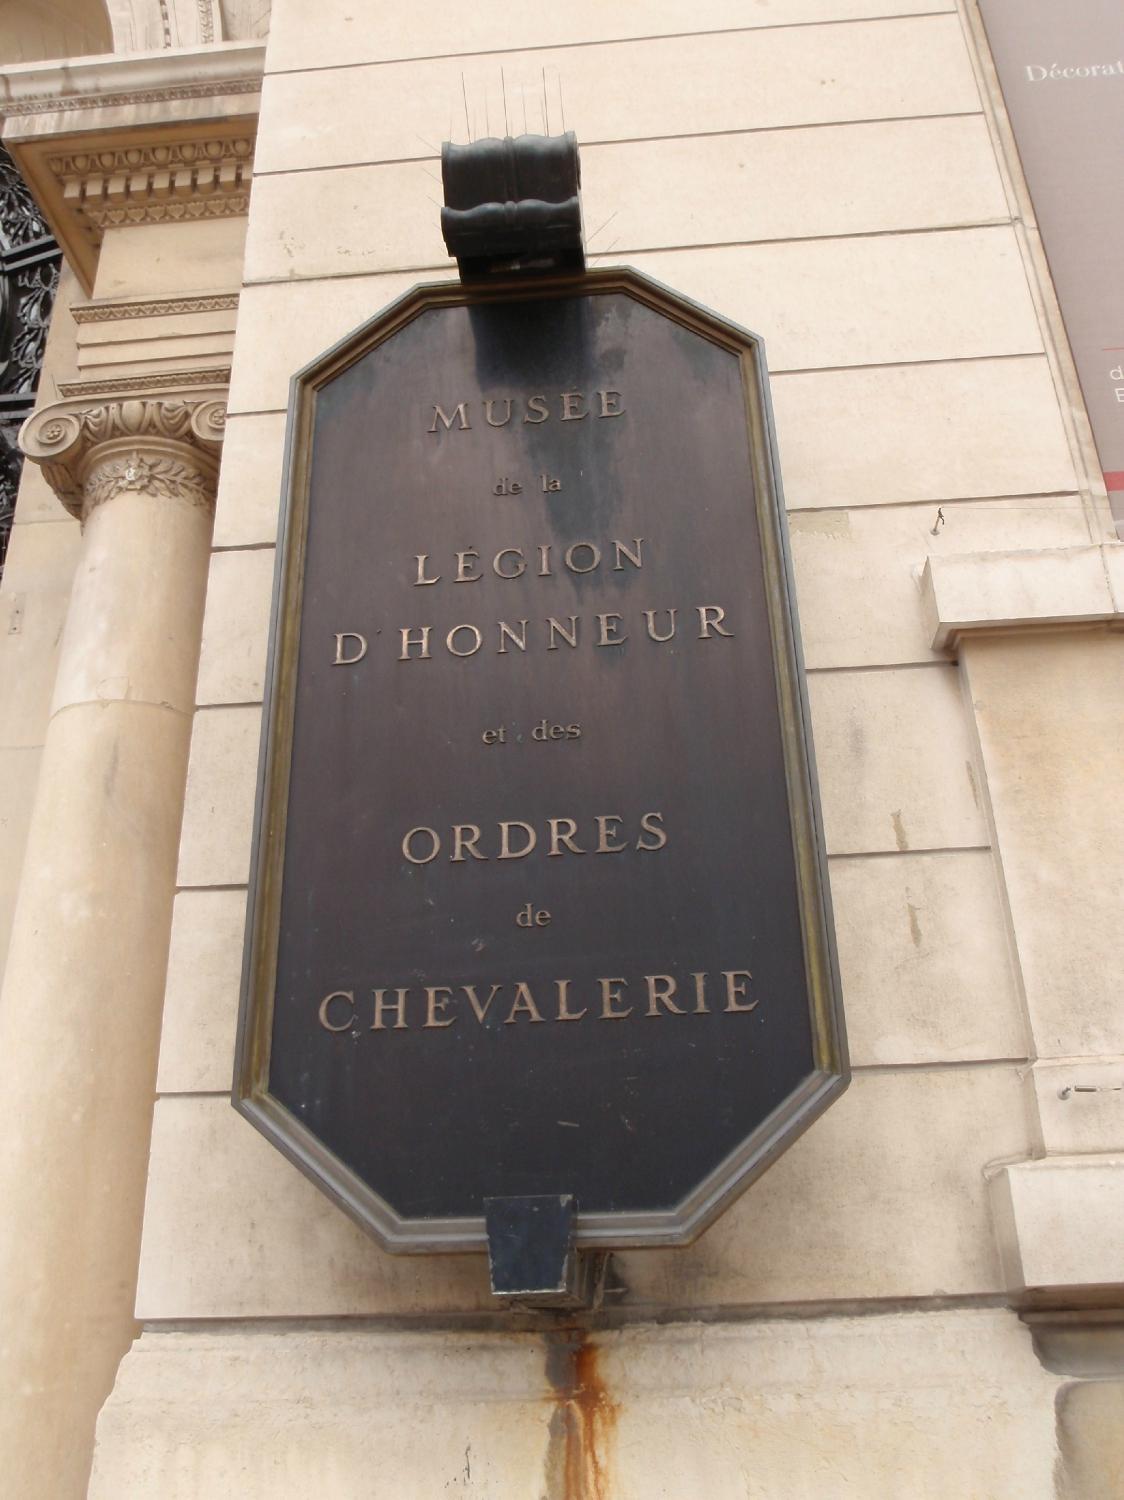 MUSÉE
de la
LÉGION
D'HONNEUR
et des
ORDRES
de
CHEVALERIE